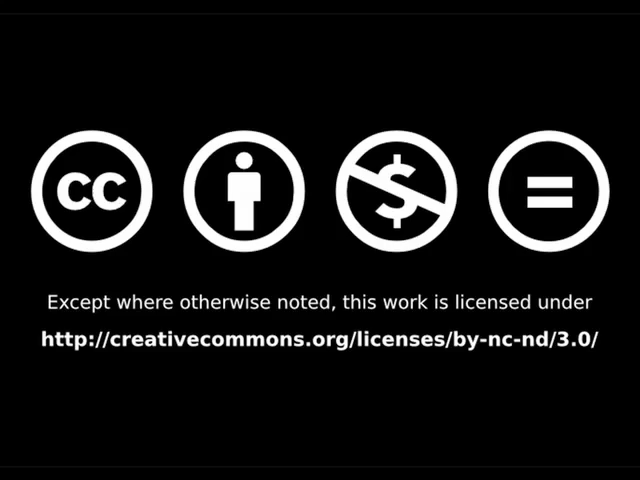 cc
Except where otherwise noted, this work is licensed under
http://creativecommons.org/licenses/by-nc-nd/3.0/